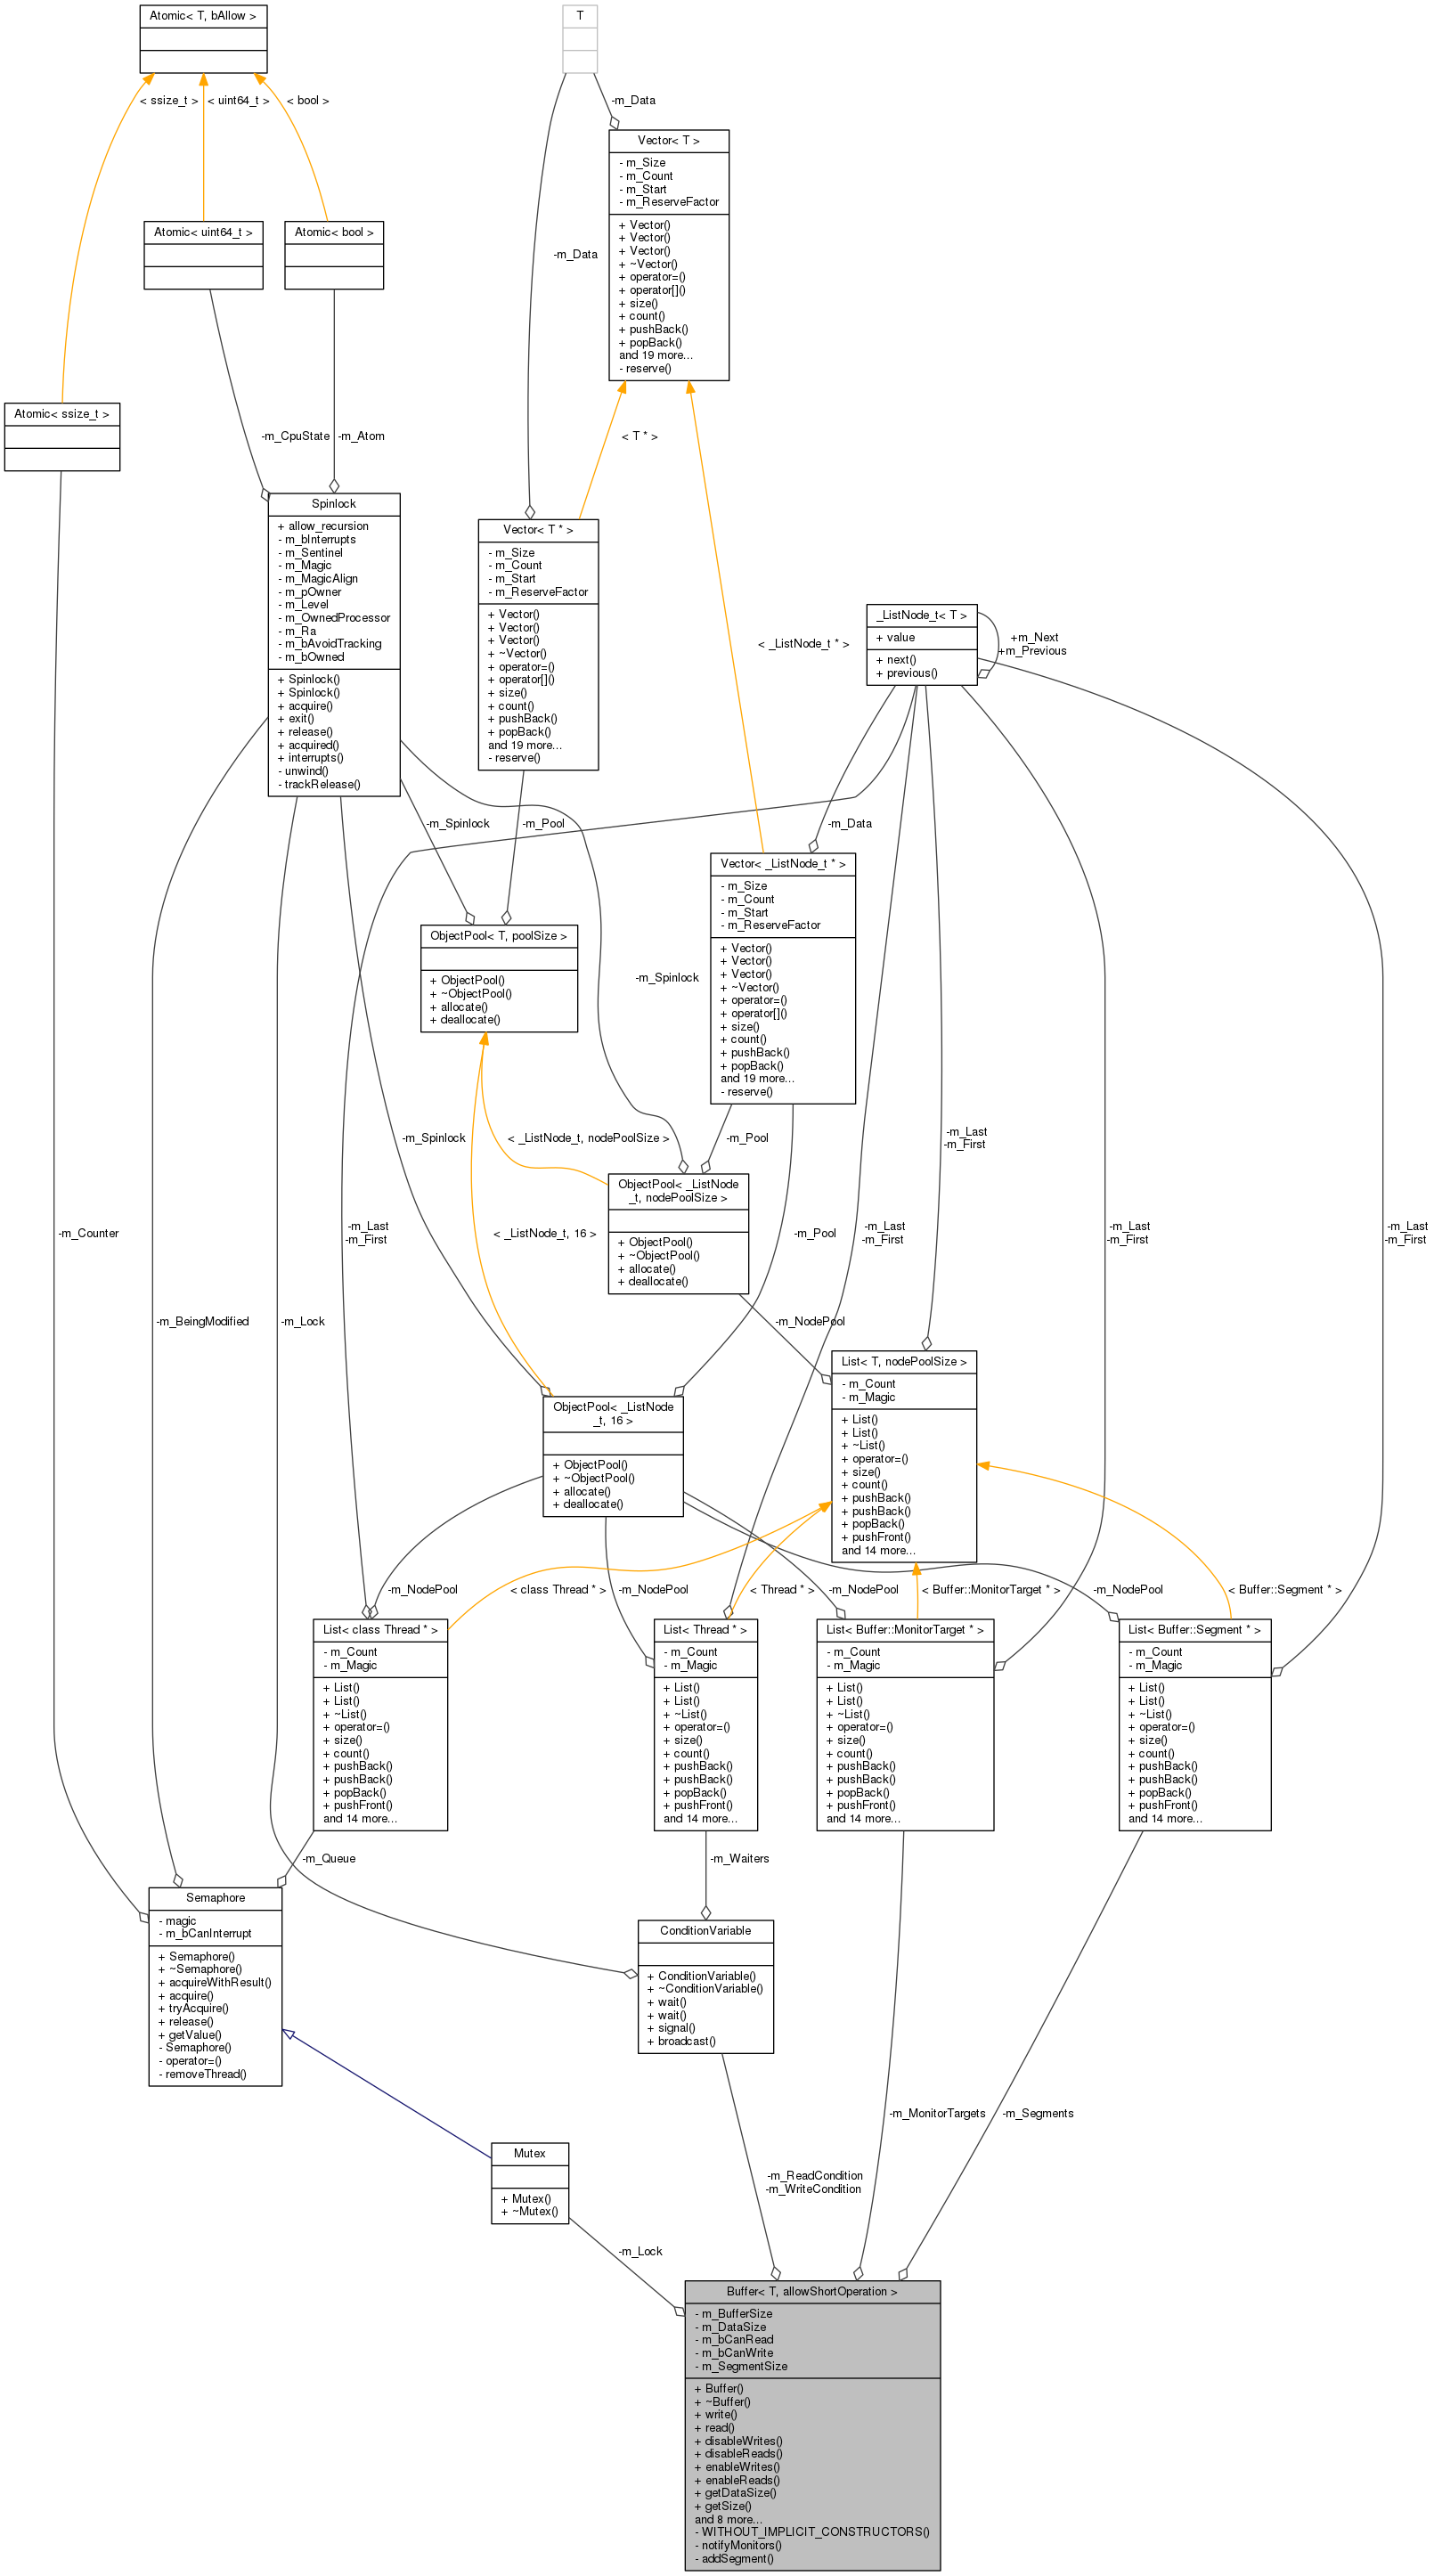 Atomic< T, bAllow >
T
< ssize_t >
< uint64_t >
< bool >
-m_Data
Vector< T >
- m_Size
- m_Count
- m_Start
- m_ReserveFactor
+ Vector()
+ Vector()
+ Vector()
+ ~Vector()
+ operator=()
+ operator[]()
+ size()
+ count()
+ pushBack()
+ popBack()
and 19 more...
- reserve()
Atomic< uint64_t >
Atomic< bool >
-m_Data
Atomic< ssize_t >
-m_CpuState
-m_Atom
< T * >
Spinlock
+ allow_recursion
- m_bInterrupts
- m_Sentinel
- m_Magic
- m_MagicAlign
- m_pOwner
- m_Level
- m_OwnedProcessor
- m_Ra
- m_bAvoidTracking
- m_bOwned
+ Spinlock()
+ Spinlock()
+ acquire()
+ exit()
+ release()
+ acquired()
+ interrupts()
- unwind()
- trackRelease()
Vector< T * >
- m_Size
- m_Count
- m_Start
- m_ReserveFactor
+ Vector()
+ Vector()
+ Vector()
+ ~Vector()
+ operator=()
+ operator[]()
+ size()
+ count()
+ pushBack()
+ popBack()
and 19 more...
- reserve()
< _ListNode_t * >
_ListNode_t< T >
+ value
+ next()
+ previous()
+m_Next
+m_Previous
-m_Spinlock
-m_Pool
-m_Data
Vector< _ListNode_t * >
- m_Size
- m_Count
- m_Start
- m_ReserveFactor
+ Vector()
+ Vector()
+ Vector()
+ ~Vector()
+ operator=()
+ operator[]()
+ size()
+ count()
+ pushBack()
+ popBack()
and 19 more...
- reserve()
ObjectPool< T, poolSize >
+ ObjectPool()
+ ~ObjectPool()
+ allocate()
+ deallocate()
-m_Spinlock
-m_Spinlock
< _ListNode_t, nodePoolSize >
-m_Pool
-m_Last
-m_First
ObjectPool< _ListNode
_t, nodePoolSize >
+ ObjectPool()
+ ~ObjectPool()
+ allocate()
+ deallocate()
-m_Counter
-m_Last
-m_First
< _ListNode_t, 16 >
-m_Pool
-m_Last
-m_First
-m_Last
-m_First
-m_Last
-m_First
-m_BeingModified
-m_Lock
-m_NodePool
List< T, nodePoolSize >
- m_Count
- m_Magic
+ List()
+ List()
+ ~List()
+ operator=()
+ size()
+ count()
+ pushBack()
+ pushBack()
+ popBack()
+ pushFront()
and 14 more...
ObjectPool< _ListNode
_t, 16 >
+ ObjectPool()
+ ~ObjectPool()
+ allocate()
+ deallocate()
-m_NodePool
< class Thread * >
-m_NodePool
< Thread * >
-m_NodePool
< Buffer::MonitorTarget * >
-m_NodePool
< Buffer::Segment * >
List< class Thread * >
- m_Count
- m_Magic
+ List()
+ List()
+ ~List()
+ operator=()
+ size()
+ count()
+ pushBack()
+ pushBack()
+ popBack()
+ pushFront()
and 14 more...
List< Thread * >
- m_Count
- m_Magic
+ List()
+ List()
+ ~List()
+ operator=()
+ size()
+ count()
+ pushBack()
+ pushBack()
+ popBack()
+ pushFront()
and 14 more...
List< Buffer::MonitorTarget * >
- m_Count
- m_Magic
+ List()
+ List()
+ ~List()
+ operator=()
+ size()
+ count()
+ pushBack()
+ pushBack()
+ popBack()
+ pushFront()
and 14 more...
List< Buffer::Segment * >
- m_Count
- m_Magic
+ List()
+ List()
+ ~List()
+ operator=()
+ size()
+ count()
+ pushBack()
+ pushBack()
+ popBack()
+ pushFront()
and 14 more...
-m_Queue
-m_Waiters
Semaphore
- magic
- m_bCanInterrupt
+ Semaphore()
+ ~Semaphore()
+ acquireWithResult()
+ acquire()
+ tryAcquire()
+ release()
+ getValue()
- Semaphore()
- operator=()
- removeThread()
ConditionVariable
+ ConditionVariable()
+ ~ConditionVariable()
+ wait()
+ wait()
+ signal()
+ broadcast()
-m_MonitorTargets
-m_Segments
Mutex
+ Mutex()
+ ~Mutex()
-m_ReadCondition
-m_WriteCondition
-m_Lock
Buffer< T, allowShortOperation >
- m_BufferSize
- m_DataSize
- m_bCanRead
- m_bCanWrite
- m_SegmentSize
+ Buffer()
+ ~Buffer()
+ write()
+ read()
+ disableWrites()
+ disableReads()
+ enableWrites()
+ enableReads()
+ getDataSize()
+ getSize()
and 8 more...
- WITHOUT_IMPLICIT_CONSTRUCTORS()
- notifyMonitors()
- addSegment()